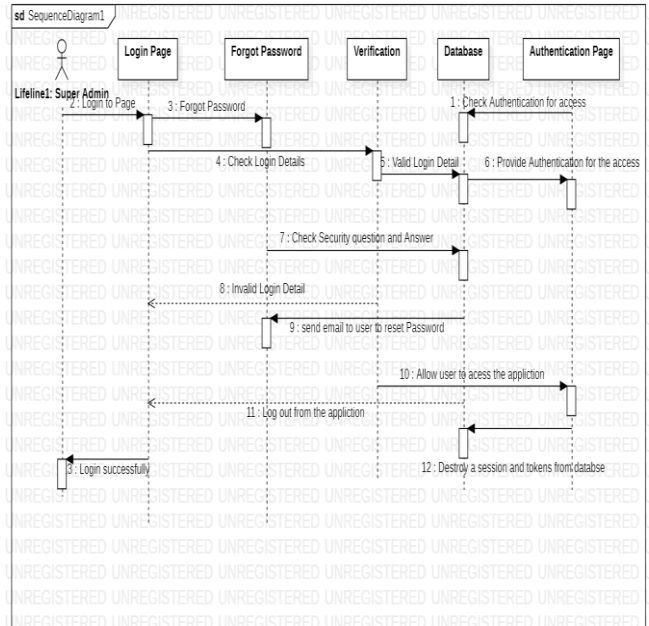 sd SequenceDiagram1
Login Page
Forgot Password
Verification
Database
Authentication Page
Lifeline1: Super Admin
2 : Login to Page
3 : Forgot Password
1 : Check Authentication for access
4 : Check Login Details
5 : Valid Login Detail
6 : Provide Authentication for the access
7 : Check Security question and Answer
8 : Invalid Login Detail
9 : send email to user to reset Password
10 : Allow user to acess the appliction
11 : Log out from the appliction
12 : Destroy a session and tokens from databse
3 : Login successfully
UNREGISTERED